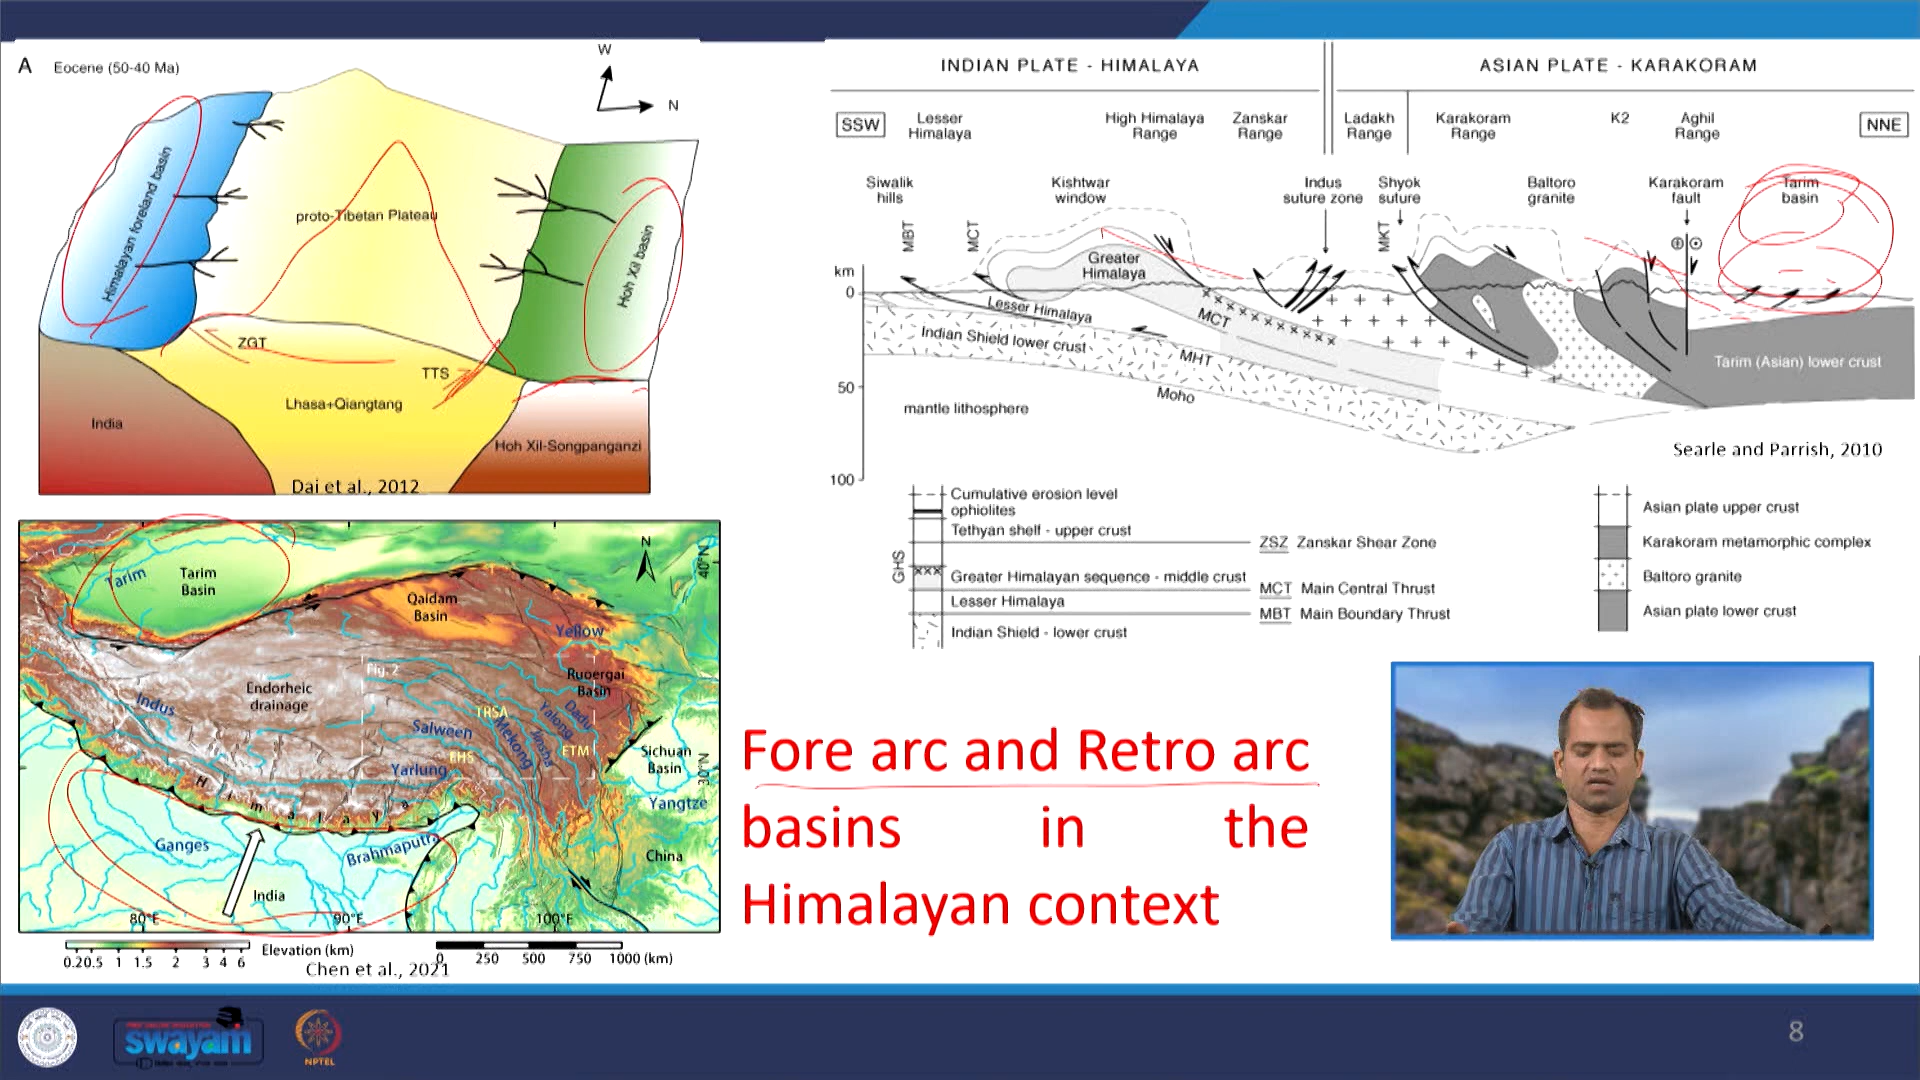 A Eocene (50-40 Ma)
W
N
Himalayan foreland basin
proto-Tibetan Plateau
Hoh Xil basin
ZGT
TTS
Lhasa+Qiangtang
India
Hoh Xil-Songpanganzi
Dai et al., 2012
INDIAN PLATE - HIMALAYA
ASIAN PLATE - KARAKORAM
SSW
Lesser
Himalaya
High Himalaya
Range
Zanskar
Range
Ladakh
Range
Karakoram
Range
K2
Aghil
Range
NNE
Siwalik
hills
Kishtwar
window
Indus
suture zone
Shyok
suture
Baltoro
granite
Karakoram
fault
Tarim
basin
MBT
MCT
MKT
km
0
50
100
Greater
Himalaya
Lesser Himalaya
MCT
Indian Shield lower crust
MHT
Moho
mantle lithosphere
Tarim (Asian) lower crust
Searle and Parrish, 2010
Cumulative erosion level
ophiolites
Tethyan shelf - upper crust
GHS
Greater Himalayan sequence - middle crust
Lesser Himalaya
Indian Shield - lower crust
ZSZ Zanskar Shear Zone
MCT Main Central Thrust
MBT Main Boundary Thrust
Asian plate upper crust
Karakoram metamorphic complex
Baltoro granite
Asian plate lower crust
N
40°N
30°N
Tarim
Tarim
Basin
Qaidam
Basin
Yellow
Fig.2
Ruoergai
Basin
Endorheic
drainage
Indus
TRSA
Dadu
Yalong
Jinsha
Mekong
Salween
EHS
ETM
Yarlung
Sichuan
Basin
Yangtze
Himalaya
Ganges
Brahmaputra
China
India
80°E 90°E 100°E
Elevation (km)
0.2 0.5 1 1.5 2 3 4 6
0 250 500 750 1000 (km)
Chen et al., 2021
Fore arc and Retro arc
basins in the
Himalayan context
swayam
NPTEL
8